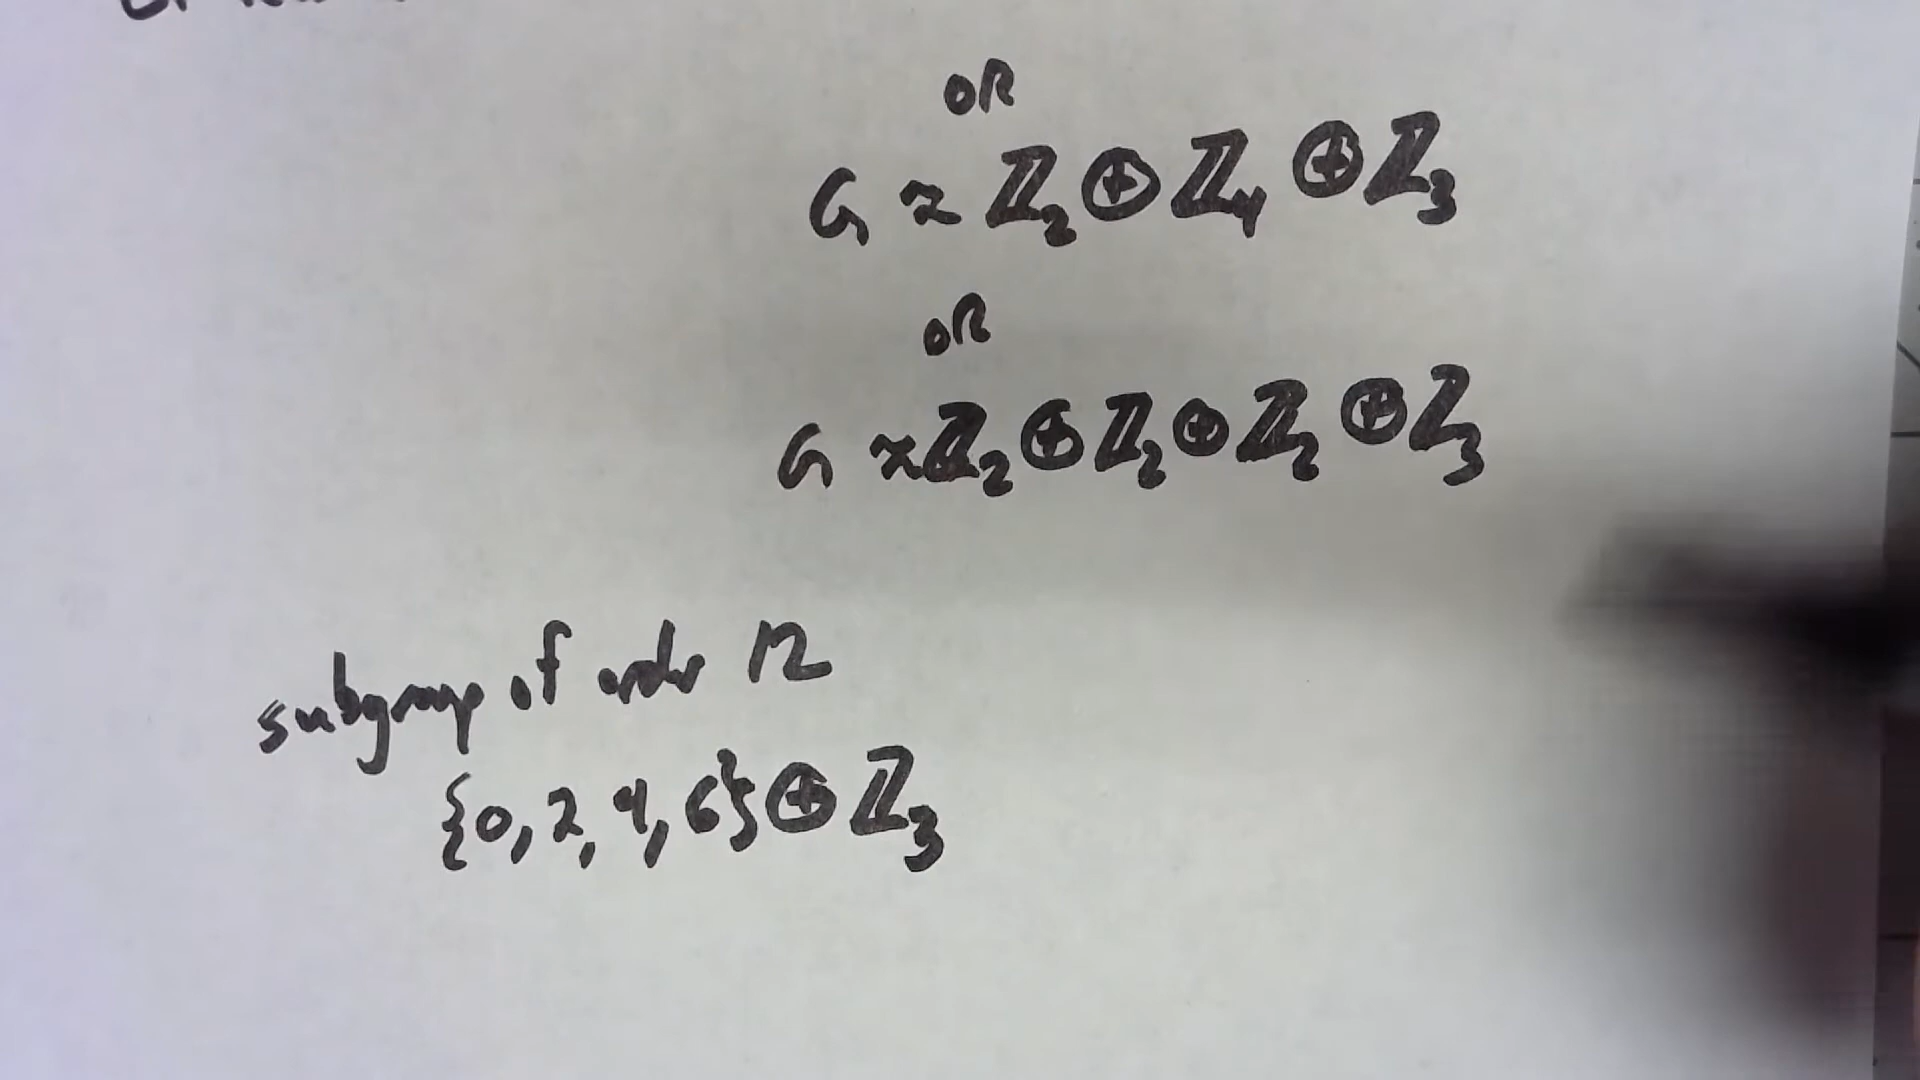 OR
G ≈ ℤ₂ ⊕ ℤ₄ ⊕ ℤ₃
OR
G ≈ ℤ₂ ⊕ ℤ₂ ⊕ ℤ₂ ⊕ ℤ₃
subgroup of order 12
{0, 2, 4, 6} ⊕ ℤ₃